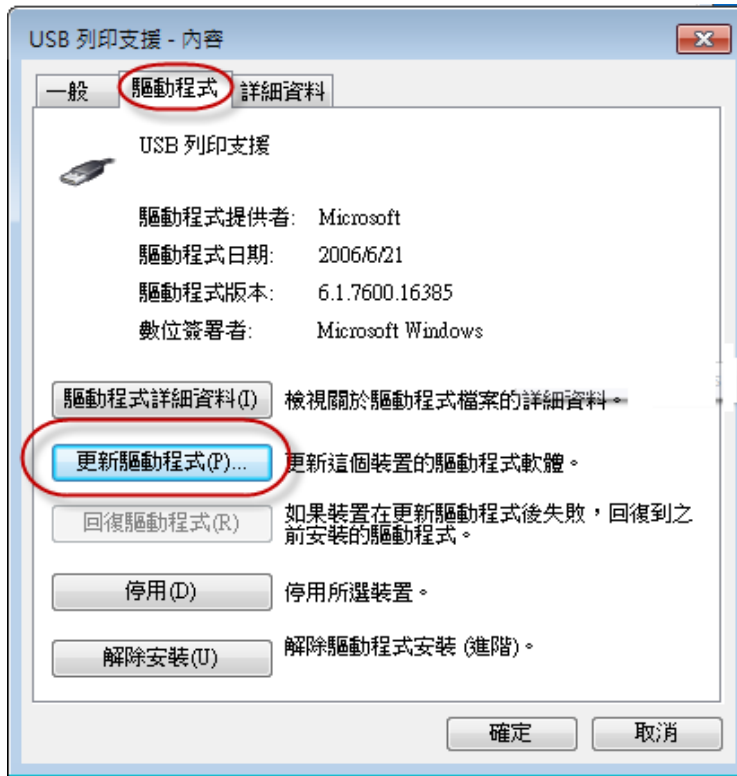 USB 列印支援 - 內容
一般 驅動程式 詳細資料
USB 列印支援
驅動程式提供者: Microsoft
驅動程式日期: 2006/6/21
驅動程式版本: 6.1.7600.16385
數位簽署者: Microsoft Windows
驅動程式詳細資料(I) 檢視關於驅動程式檔案的詳細資料。
更新驅動程式(P)... 更新這個裝置的驅動程式軟體。
回復驅動程式(R) 如果裝置在更新驅動程式後失敗，回復到之
前安裝的驅動程式。
停用(D) 停用所選裝置。
解除安裝(U) 解除驅動程式安裝 (進階)。
確定 取消